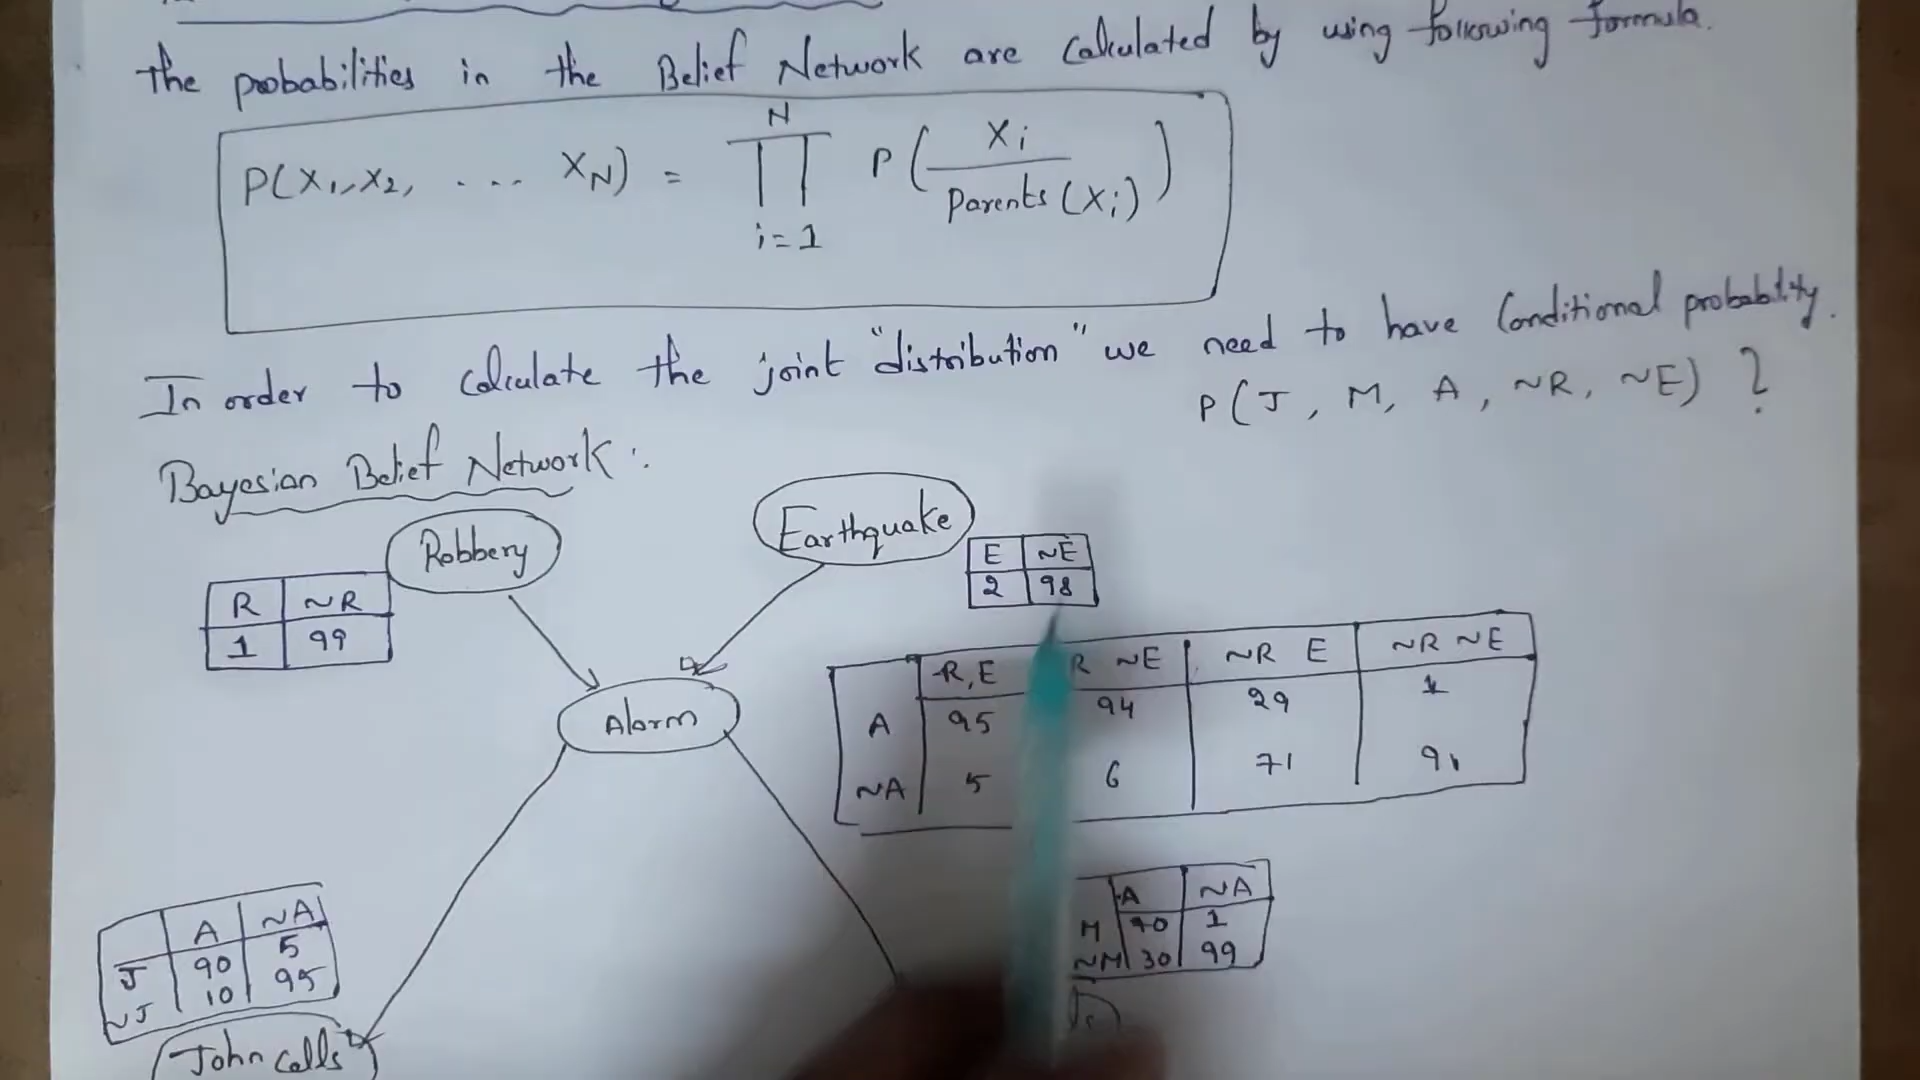 The probabilities in the Belief Network are Calculated by using following formula.
P(X1, X2, .... XN) = N ∏ i=1 P(Xi / Parents(Xi))
In order to Calculate the joint "distribution" we need to have Conditional probability.
P(J, M, A, ~R, ~E) ?
Bayesian Belief Network :
Robbery
Earthquake
R ~R
1 99
E ~E
2 98
Alarm
R,E R ~E ~R E ~R ~E
A 95 94 29 1
~A 5 6 71
A ~A
J 90 5
~J 10 95
A ~A
M 70 1
~M 30 99
John Calls